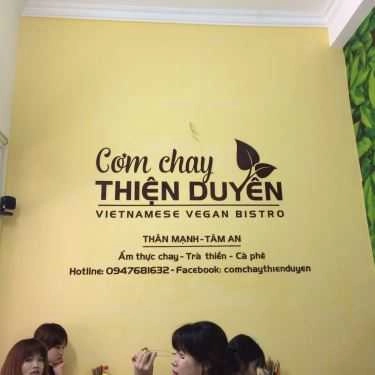 Cơm chay
THIỆN DUYÊN
VIETNAMESE VEGAN BISTRO
THÂN MẠNH-TÂM AN
Ẩm thực chay - Trà thiền - Cà phê
Hotline: 0947681632 - Facebook: comchaythienduyen